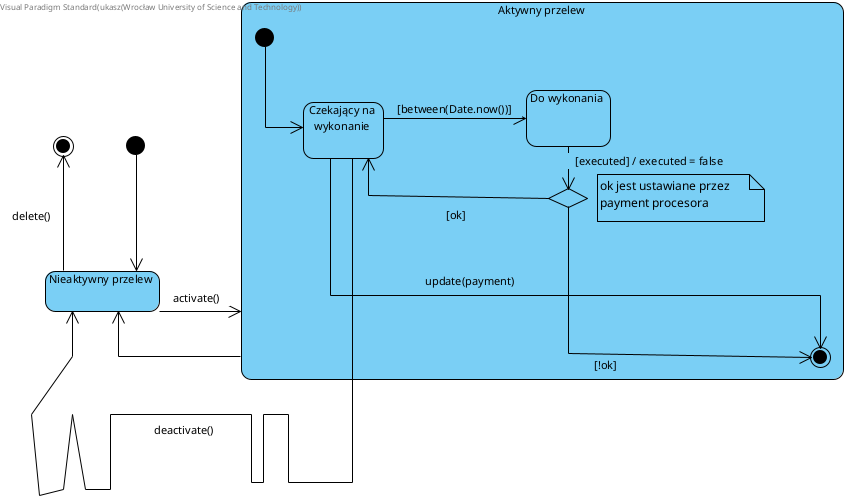 Visual Paradigm Standard(ukasz(Wrocław University of Science and Technology))
Aktywny przelew
Czekający na
wykonanie
[between(Date.now())]
Do wykonania
[executed] / executed = false
ok jest ustawiane przez
payment procesora
[ok]
delete()
Nieaktywny przelew
activate()
update(payment)
[!ok]
deactivate()